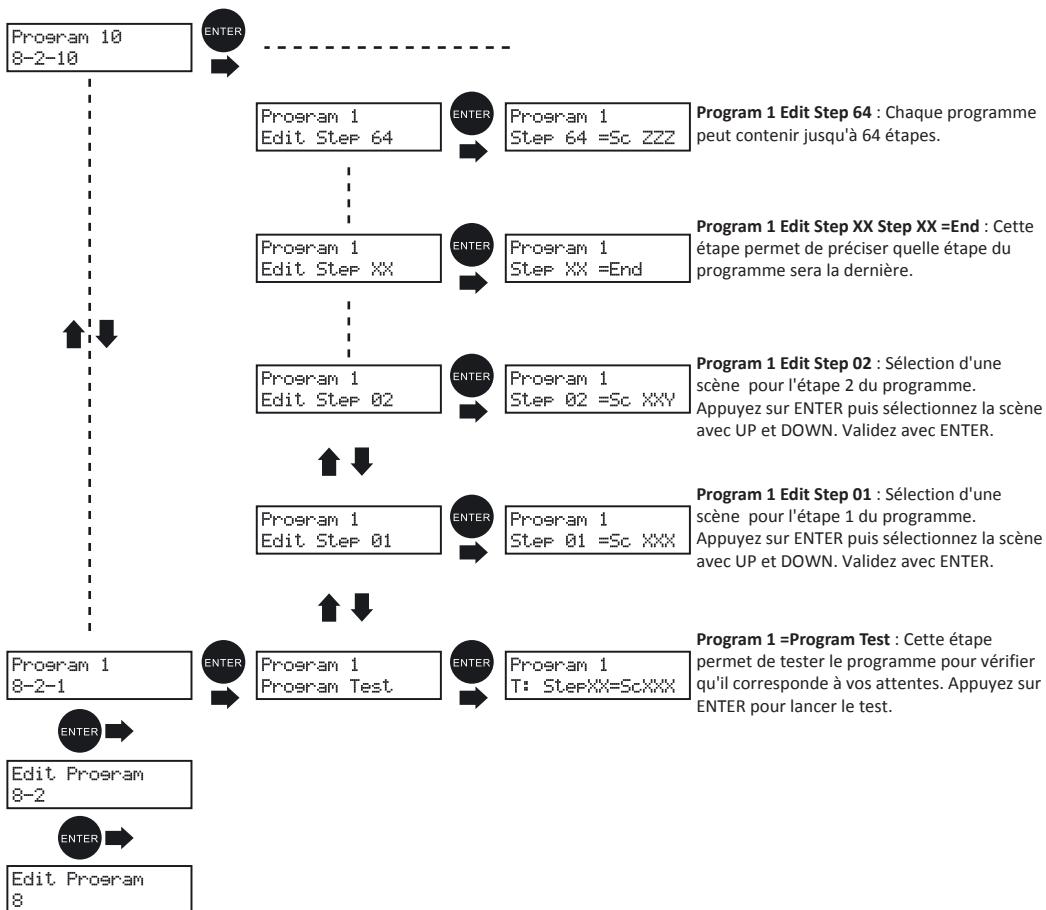 Program 10
8-2-10
ENTER
Program 1
Edit Step 64
ENTER
Program 1
Step 64 =Sc ZZZ
Program 1 Edit Step 64 : Chaque programme
peut contenir jusqu'à 64 étapes.
Program 1
Edit Step XX
ENTER
Program 1
Step XX =End
Program 1 Edit Step XX Step XX =End : Cette
étape permet de préciser quelle étape du
programme sera la dernière.
Program 1
Edit Step 02
ENTER
Program 1
Step 02 =Sc XXY
Program 1 Edit Step 02 : Sélection d'une
scène pour l'étape 2 du programme.
Appuyez sur ENTER puis sélectionnez la scène
avec UP et DOWN. Validez avec ENTER.
Program 1
Edit Step 01
ENTER
Program 1
Step 01 =Sc XXX
Program 1 Edit Step 01 : Sélection d'une
scène pour l'étape 1 du programme.
Appuyez sur ENTER puis sélectionnez la scène
avec UP et DOWN. Validez avec ENTER.
Program 1
8-2-1
ENTER
Program 1
Program Test
ENTER
Program 1
T: StepXX=ScXXX
Program 1 =Program Test : Cette étape
permet de tester le programme pour vérifier
qu'il corresponde à vos attentes. Appuyez sur
ENTER pour lancer le test.
ENTER
Edit Program
8-2
ENTER
Edit Program
8